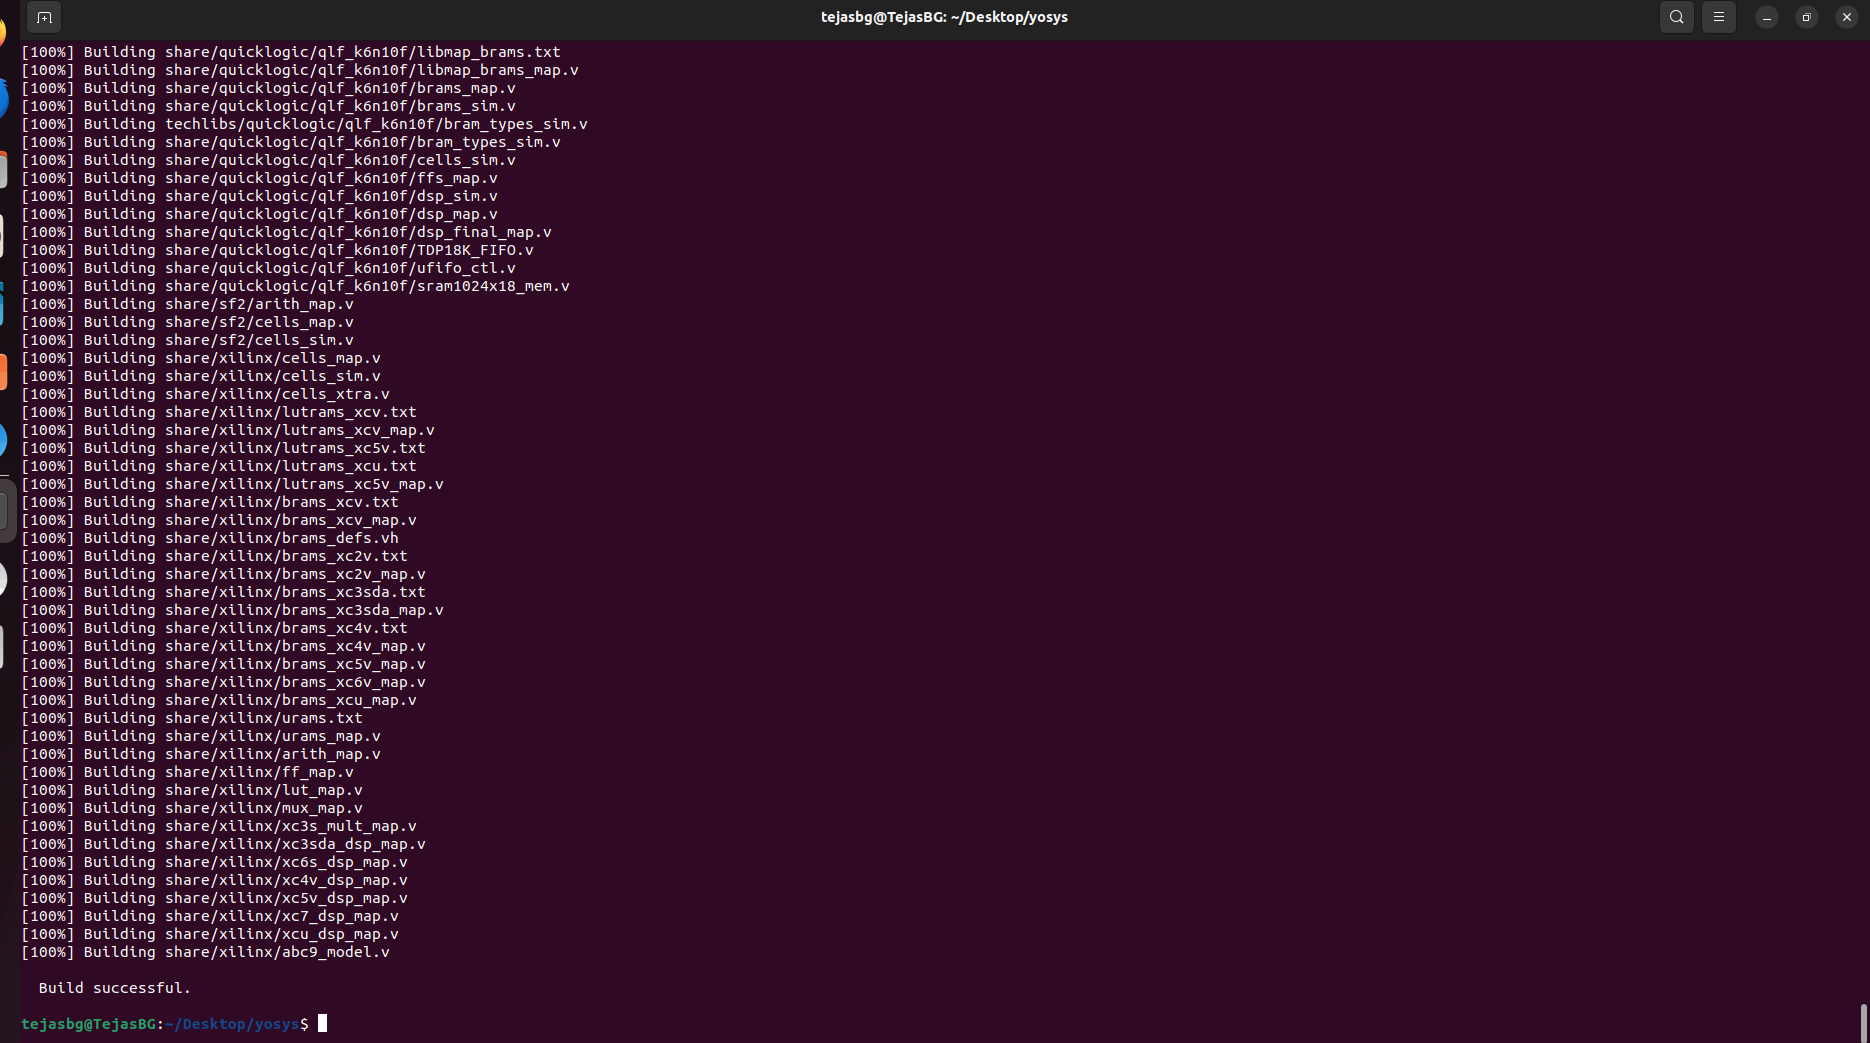 tejasbg@TejasBG: ~/Desktop/yosys
[100%] Building share/quicklogic/qlf_k6n10f/libmap_brams.txt
[100%] Building share/quicklogic/qlf_k6n10f/libmap_brams_map.v
[100%] Building share/quicklogic/qlf_k6n10f/brams_map.v
[100%] Building share/quicklogic/qlf_k6n10f/brams_sim.v
[100%] Building techlibs/quicklogic/qlf_k6n10f/bram_types_sim.v
[100%] Building share/quicklogic/qlf_k6n10f/bram_types_sim.v
[100%] Building share/quicklogic/qlf_k6n10f/cells_sim.v
[100%] Building share/quicklogic/qlf_k6n10f/ffs_map.v
[100%] Building share/quicklogic/qlf_k6n10f/dsp_sim.v
[100%] Building share/quicklogic/qlf_k6n10f/dsp_map.v
[100%] Building share/quicklogic/qlf_k6n10f/dsp_final_map.v
[100%] Building share/quicklogic/qlf_k6n10f/TDP18K_FIFO.v
[100%] Building share/quicklogic/qlf_k6n10f/ufifo_ctl.v
[100%] Building share/quicklogic/qlf_k6n10f/sram1024x18_mem.v
[100%] Building share/sf2/arith_map.v
[100%] Building share/sf2/cells_map.v
[100%] Building share/sf2/cells_sim.v
[100%] Building share/xilinx/cells_map.v
[100%] Building share/xilinx/cells_sim.v
[100%] Building share/xilinx/cells_xtra.v
[100%] Building share/xilinx/lutrams_xcv.txt
[100%] Building share/xilinx/lutrams_xcv_map.v
[100%] Building share/xilinx/lutrams_xc5v.txt
[100%] Building share/xilinx/lutrams_xcu.txt
[100%] Building share/xilinx/lutrams_xc5v_map.v
[100%] Building share/xilinx/brams_xcv.txt
[100%] Building share/xilinx/brams_xcv_map.v
[100%] Building share/xilinx/brams_defs.vh
[100%] Building share/xilinx/brams_xc2v.txt
[100%] Building share/xilinx/brams_xc2v_map.v
[100%] Building share/xilinx/brams_xc3sda.txt
[100%] Building share/xilinx/brams_xc3sda_map.v
[100%] Building share/xilinx/brams_xc4v.txt
[100%] Building share/xilinx/brams_xc4v_map.v
[100%] Building share/xilinx/brams_xc5v_map.v
[100%] Building share/xilinx/brams_xc6v_map.v
[100%] Building share/xilinx/brams_xcu_map.v
[100%] Building share/xilinx/urams.txt
[100%] Building share/xilinx/urams_map.v
[100%] Building share/xilinx/arith_map.v
[100%] Building share/xilinx/ff_map.v
[100%] Building share/xilinx/lut_map.v
[100%] Building share/xilinx/mux_map.v
[100%] Building share/xilinx/xc3s_mult_map.v
[100%] Building share/xilinx/xc3sda_dsp_map.v
[100%] Building share/xilinx/xc6s_dsp_map.v
[100%] Building share/xilinx/xc4v_dsp_map.v
[100%] Building share/xilinx/xc5v_dsp_map.v
[100%] Building share/xilinx/xc7_dsp_map.v
[100%] Building share/xilinx/xcu_dsp_map.v
[100%] Building share/xilinx/abc9_model.v
Build successful.
tejasbg@TejasBG:~/Desktop/yosys$